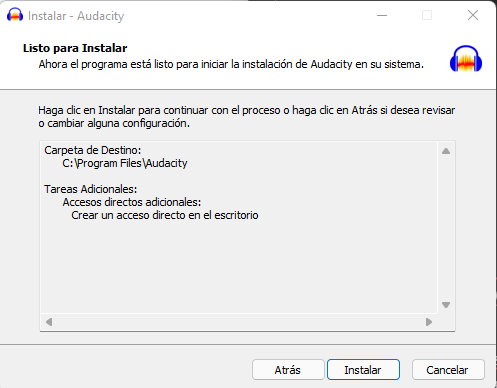 Instalar - Audacity
Listo para Instalar
Ahora el programa está listo para iniciar la instalación de Audacity en su sistema.
Haga clic en Instalar para continuar con el proceso o haga clic en Atrás si desea revisar
o cambiar alguna configuración.
Carpeta de Destino:
C:\Program Files\Audacity
Tareas Adicionales:
Accesos directos adicionales:
Crear un acceso directo en el escritorio
Atrás
Instalar
Cancelar